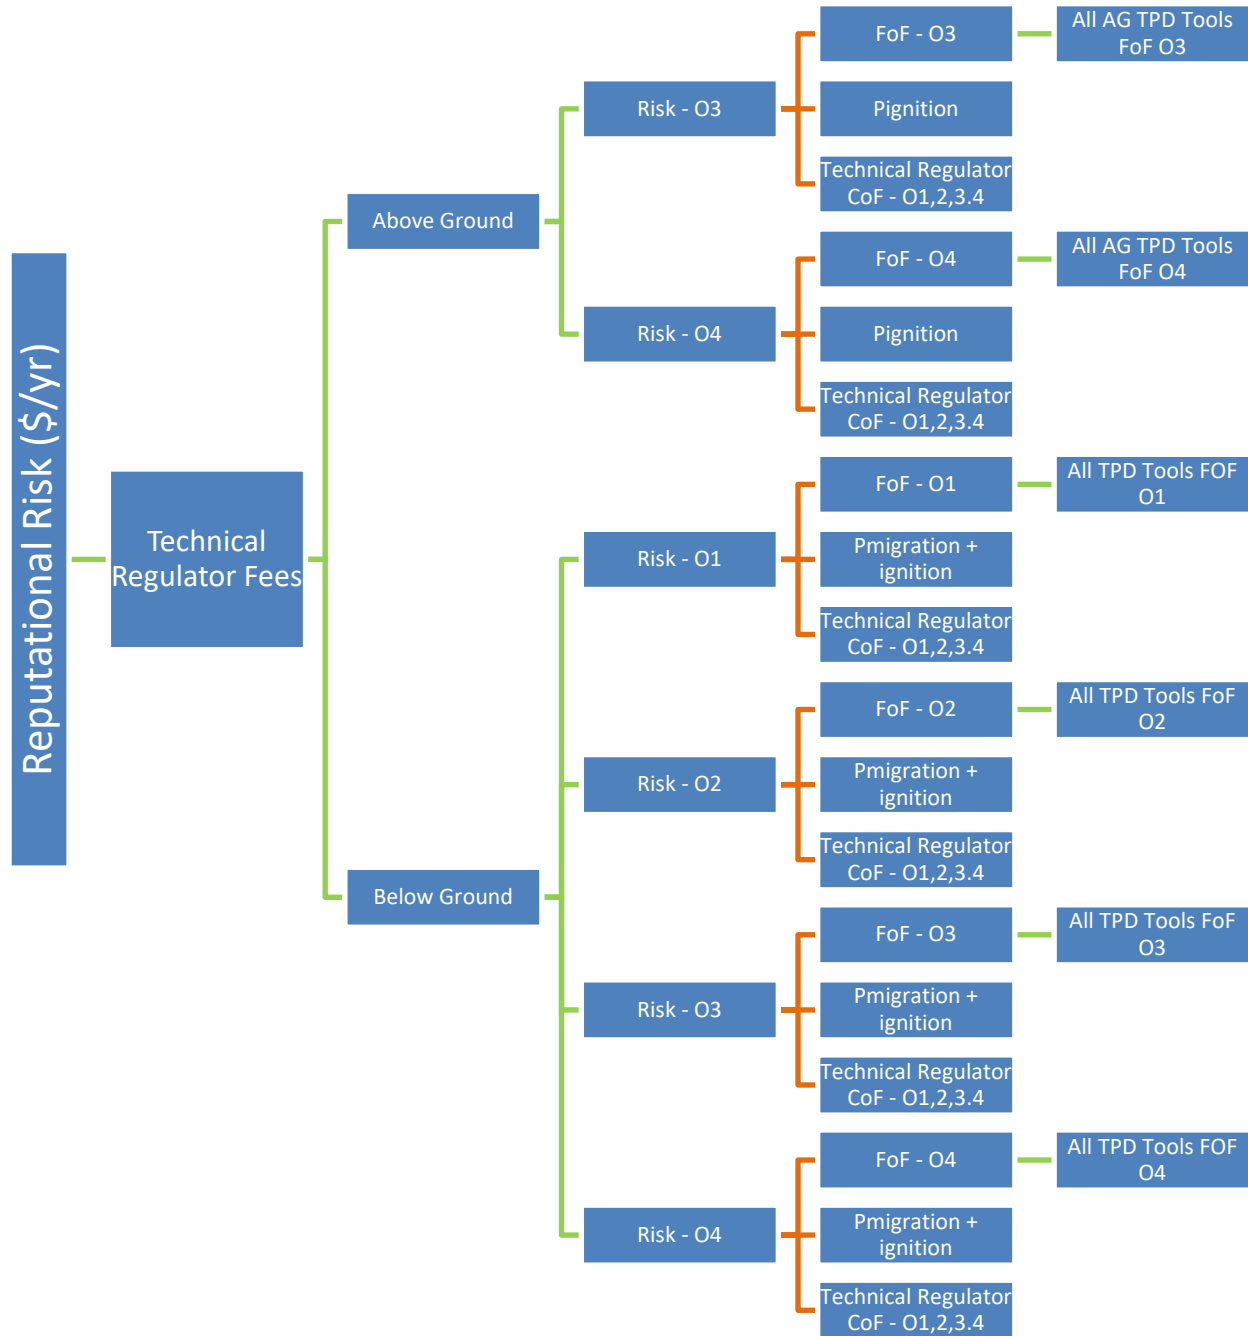 Reputational Risk ($/yr)
Technical
Regulator Fees
Above Ground
Risk - O3
FoF - O3
All AG TPD Tools
FoF O3
Pignition
Technical Regulator
CoF - O1,2,3.4
Risk - O4
FoF - O4
All AG TPD Tools
FoF O4
Pignition
Technical Regulator
CoF - O1,2,3.4
Below Ground
Risk - O1
FoF - O1
All TPD Tools FOF
O1
Pmigration +
ignition
Technical Regulator
CoF - O1,2,3.4
Risk - O2
FoF - O2
All TPD Tools FoF
O2
Pmigration +
ignition
Technical Regulator
CoF - O1,2,3.4
Risk - O3
FoF - O3
All TPD Tools FoF
O3
Pmigration +
ignition
Technical Regulator
CoF - O1,2,3.4
Risk - O4
FoF - O4
All TPD Tools FOF
O4
Pmigration +
ignition
Technical Regulator
CoF - O1,2,3.4